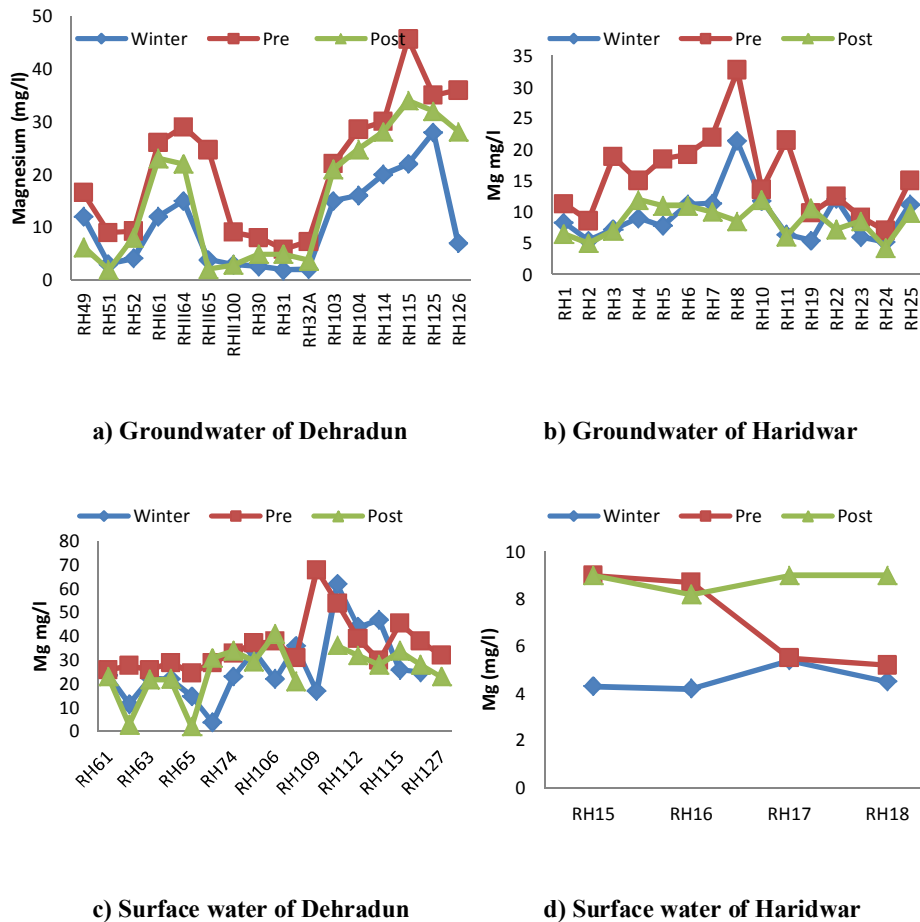 Winter Pre Post
Magnesium (mg/l)
50
40
30
20
10
0
RH49 RH51 RH52 RHI61 RHII64 RHII65 RHII100 RH30 RH31 RH32A RH103 RH104 RH114 RH115 RH125 RH126
a) Groundwater of Dehradun
Winter Pre Post
Mg mg/l
35
30
25
20
15
10
5
0
RH1 RH2 RH3 RH4 RH5 RH6 RH7 RH8 RH10 RH11 RH19 RH22 RH23 RH24 RH25
b) Groundwater of Haridwar
Winter Pre Post
Mg mg/l
80
70
60
50
40
30
20
10
0
RH61 RH63 RH65 RH74 RH106 RH109 RH112 RH115 RH127
c) Surface water of Dehradun
Winter Pre Post
Mg (mg/l)
10
8
6
4
2
0
RH15 RH16 RH17 RH18
d) Surface water of Haridwar